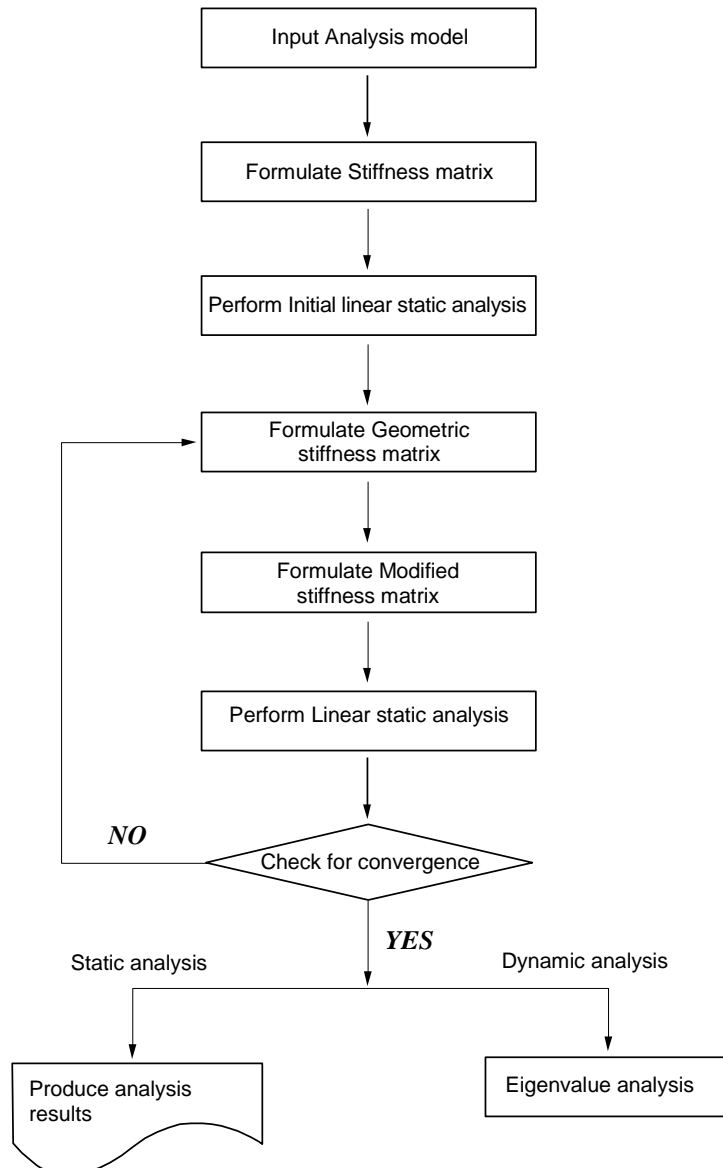 Input Analysis model
Formulate Stiffness matrix
Perform Initial linear static analysis
Formulate Geometric
stiffness matrix
Formulate Modified
stiffness matrix
Perform Linear static analysis
NO
Check for convergence
YES
Static analysis
Dynamic analysis
Produce analysis
results
Eigenvalue analysis